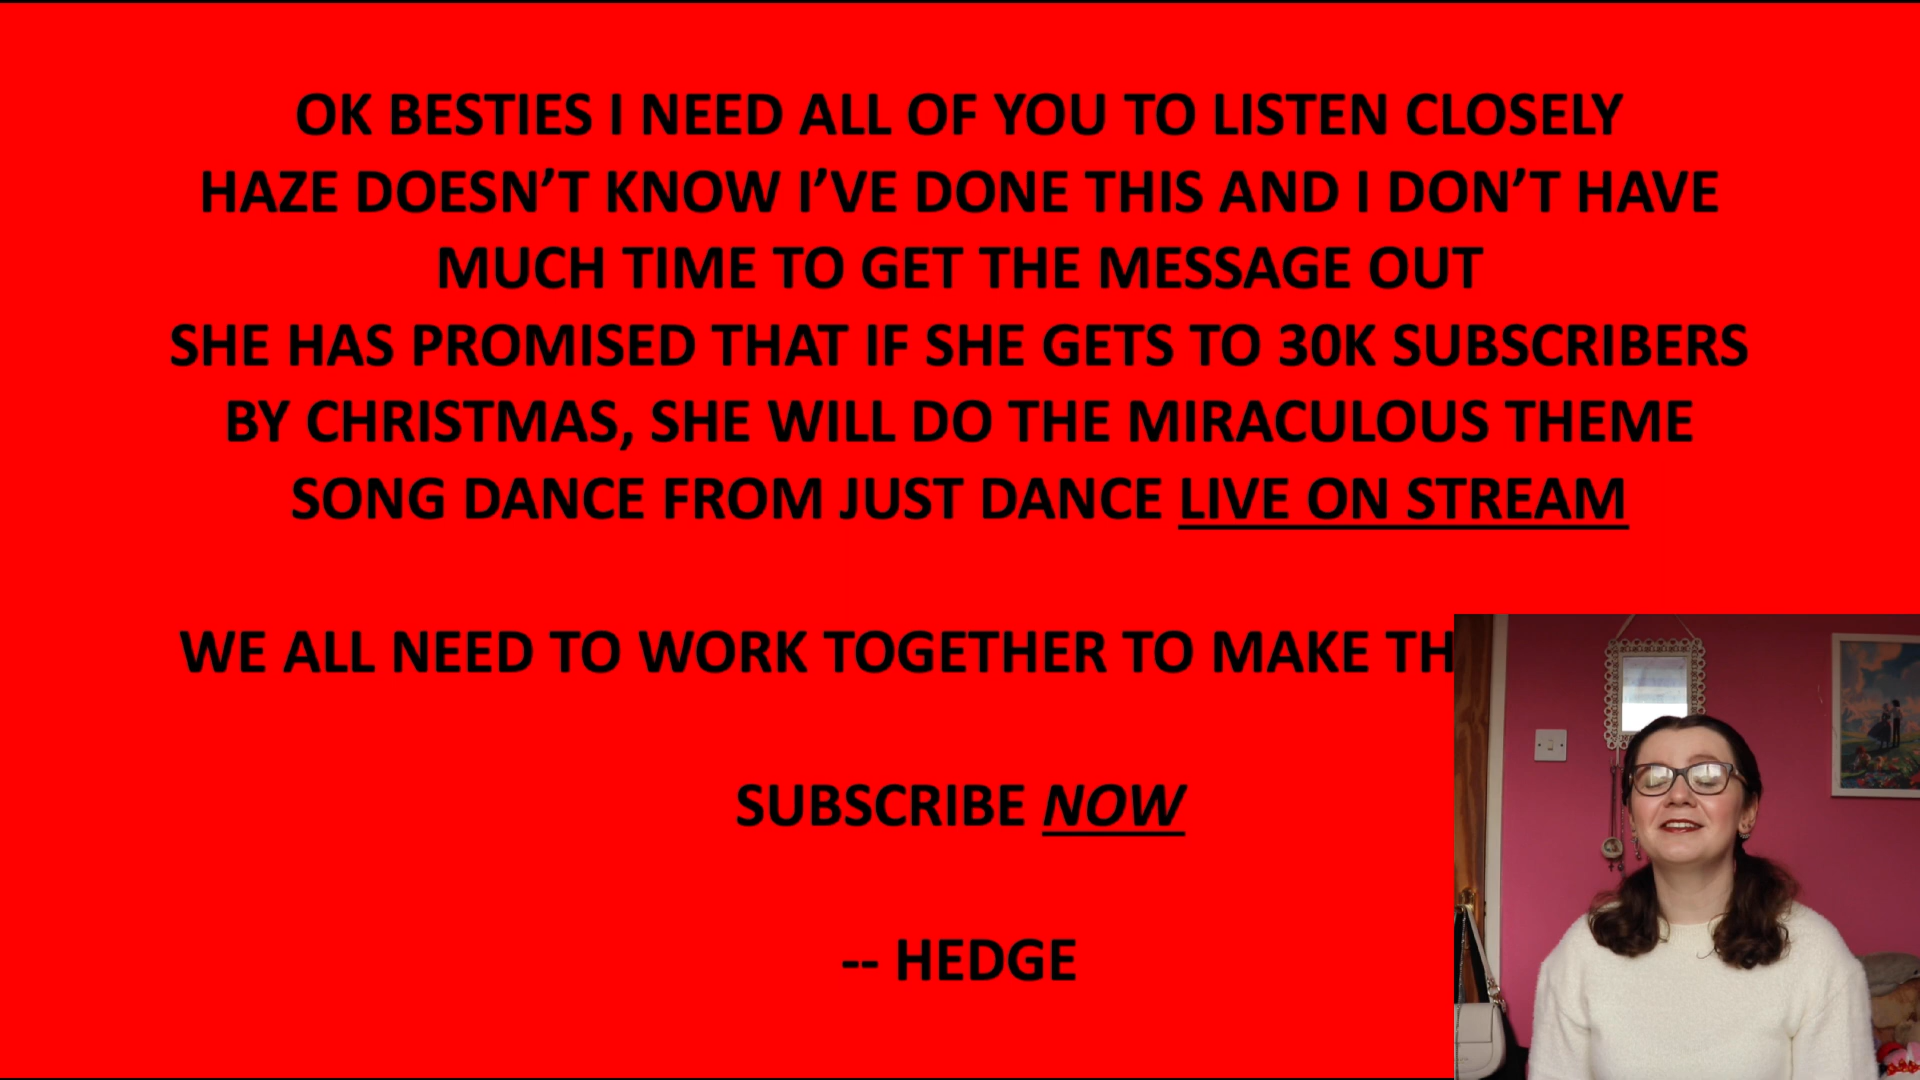 OK BESTIES I NEED ALL OF YOU TO LISTEN CLOSELY
HAZE DOESN’T KNOW I’VE DONE THIS AND I DON’T HAVE
MUCH TIME TO GET THE MESSAGE OUT
SHE HAS PROMISED THAT IF SHE GETS TO 30K SUBSCRIBERS
BY CHRISTMAS, SHE WILL DO THE MIRACULOUS THEME
SONG DANCE FROM JUST DANCE LIVE ON STREAM
WE ALL NEED TO WORK TOGETHER TO MAKE
SUBSCRIBE NOW
-- HEDGE